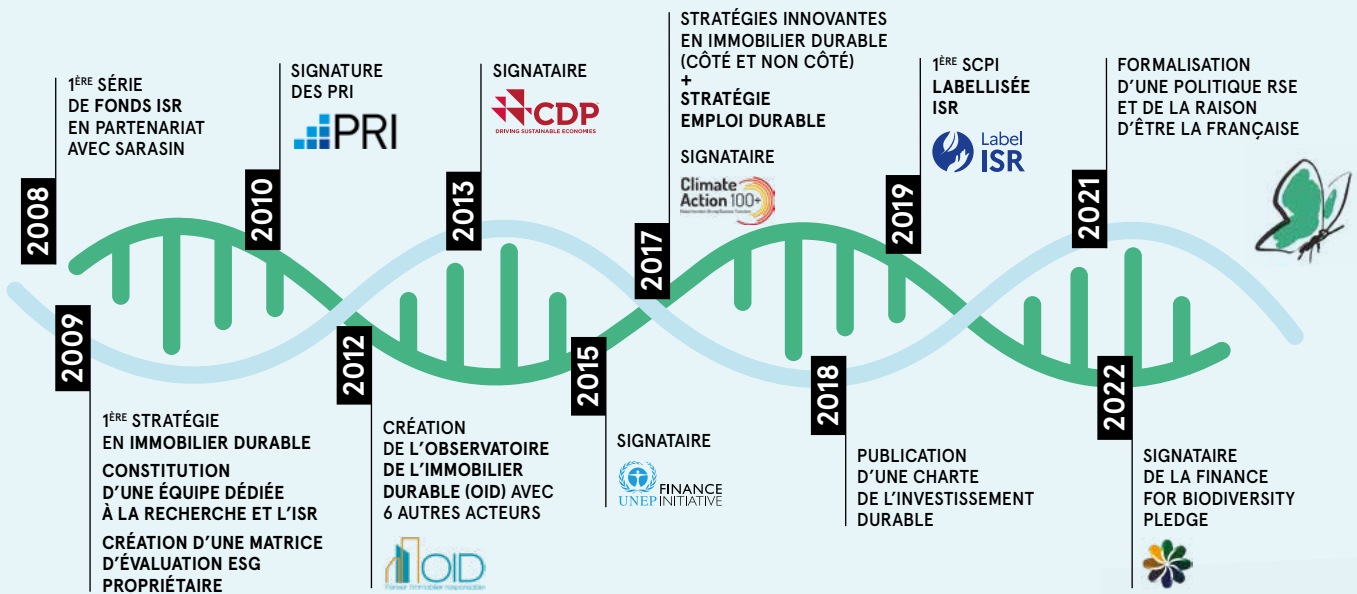 2008
1ÈRE SÉRIE
DE FONDS ISR
EN PARTENARIAT
AVEC SARASIN
2009
1ÈRE STRATÉGIE
EN IMMOBILIER DURABLE
CONSTITUTION
D'UNE ÉQUIPE DÉDIÉE
À LA RECHERCHE ET L'ISR
CRÉATION D'UNE MATRICE
D'ÉVALUATION ESG
PROPRIÉTAIRE
2010
SIGNATURE
DES PRI
PRI
2012
CRÉATION
DE L'OBSERVATOIRE
DE L'IMMOBILIER
DURABLE (OID) AVEC
6 AUTRES ACTEURS
OID
2013
SIGNATAIRE
CDP
DRIVING SUSTAINABLE ECONOMIES
2015
SIGNATAIRE
UNEP
FINANCE
INITIATIVE
2017
STRATÉGIES INNOVANTES
EN IMMOBILIER DURABLE
(CÔTÉ ET NON CÔTÉ)
+
STRATÉGIE
EMPLOI DURABLE
SIGNATAIRE
Climate
Action 100+
2018
PUBLICATION
D'UNE CHARTE
DE L'INVESTISSEMENT
DURABLE
2019
1ÈRE SCPI
LABELLISÉE
ISR
Label
ISR
2021
FORMALISATION
D'UNE POLITIQUE RSE
ET DE LA RAISON
D'ÊTRE LA FRANÇAISE
2022
SIGNATAIRE
DE LA FINANCE
FOR BIODIVERSITY
PLEDGE